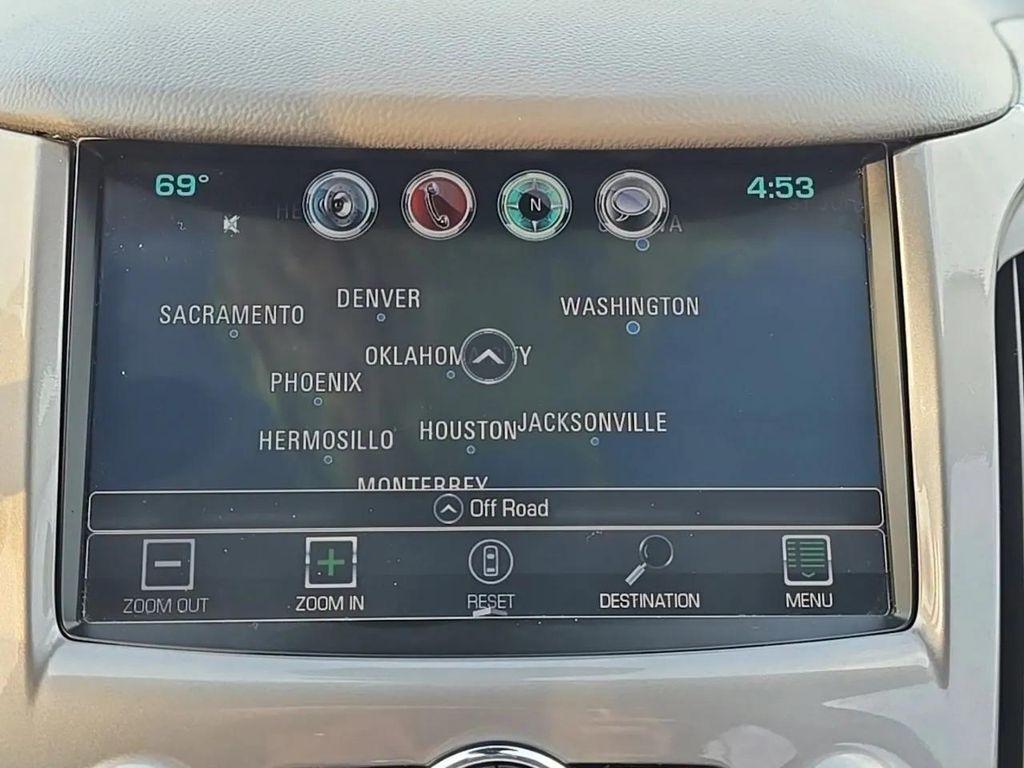 69° 4:53
N
SACRAMENTO DENVER WASHINGTON
PHOENIX
HERMOSILLO HOUSTON JACKSONVILLE
MONTERREY
Off Road
ZOOM OUT ZOOM IN RESET DESTINATION MENU